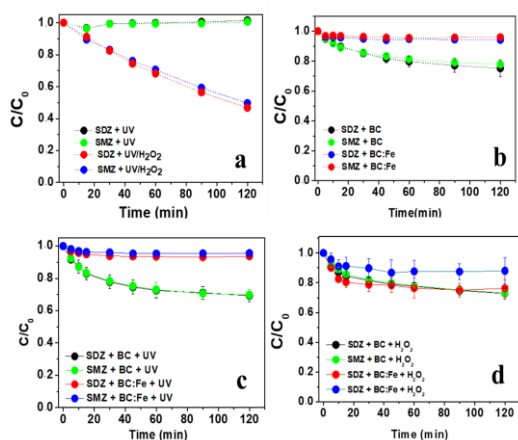 C/C₀
1.0
0.8
0.6
0.4
0.2
0.0
SDZ + UV
SMZ + UV
SDZ + UV/H₂O₂
SMZ + UV/H₂O₂
a
0 20 40 60 80 100 120
Time (min)
C/C₀
1.0
0.8
0.6
0.4
0.2
0.0
SDZ + BC
SMZ + BC
SDZ + BC:Fe
SMZ + BC:Fe
b
0 20 40 60 80 100 120
Time(min)
C/C₀
1.0
0.8
0.6
0.4
0.2
0.0
SDZ + BC + UV
SMZ + BC + UV
SDZ + BC:Fe + UV
SMZ + BC:Fe + UV
c
0 20 40 60 80 100 120
Time (min)
C/C₀
1.0
0.8
0.6
0.4
0.2
0.0
SDZ + BC + H₂O₂
SMZ + BC + H₂O₂
SDZ + BC:Fe + H₂O₂
SDZ + BC:Fe + H₂O₂
d
0 20 40 60 80 100 120
Time (min)